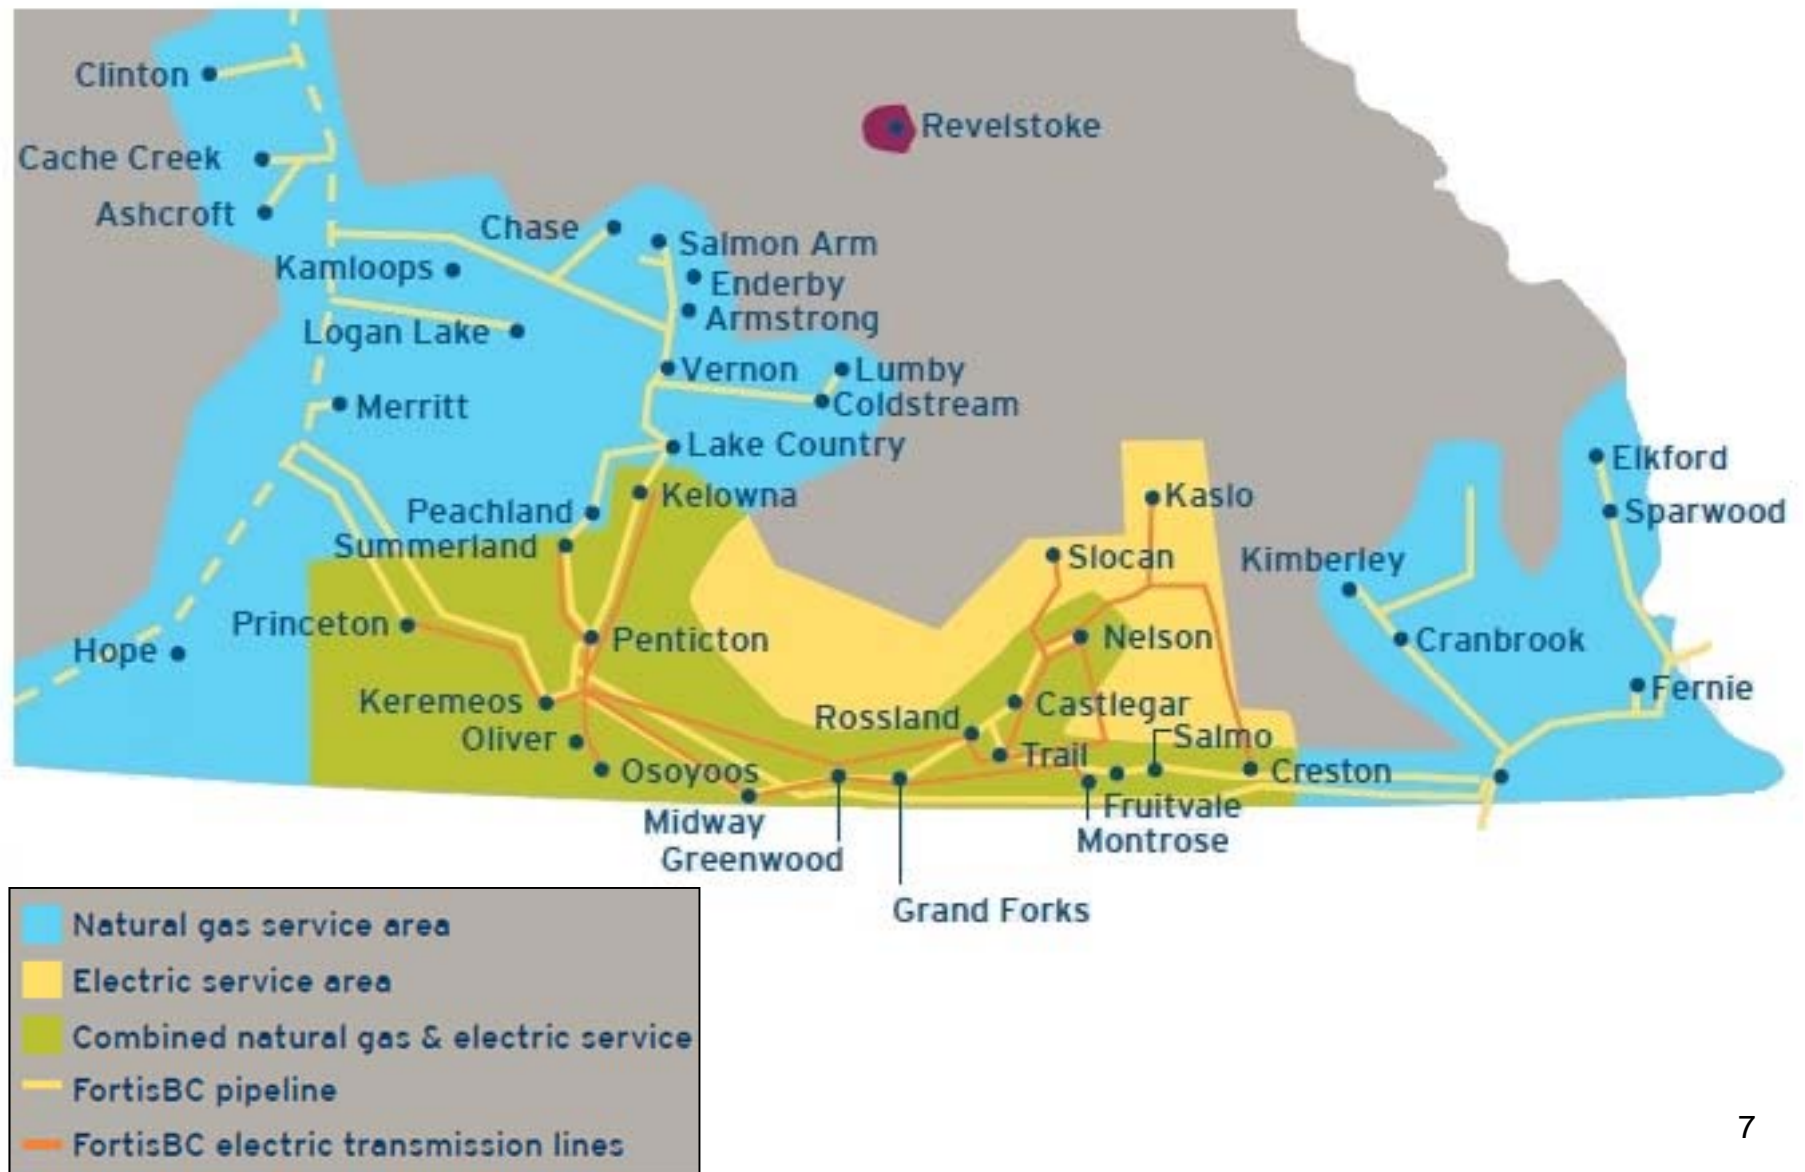 Clinton
Revelstoke
Cache Creek
Ashcroft
Chase
Salmon Arm
Kamloops
Enderby
Armstrong
Logan Lake
Vernon
Lumby
Merritt
Coldstream
Lake Country
Elkford
Kelowna
Kaslo
Peachland
Sparwood
Summerland
Slocan
Kimberley
Princeton
Penticton
Nelson
Cranbrook
Hope
Fernie
Keremeos
Castlegar
Rossland
Oliver
Salmo
Trail
Osoyoos
Creston
Fruitvale
Midway
Montrose
Greenwood
Grand Forks
Natural gas service area
Electric service area
Combined natural gas & electric service
FortisBC pipeline
FortisBC electric transmission lines
7